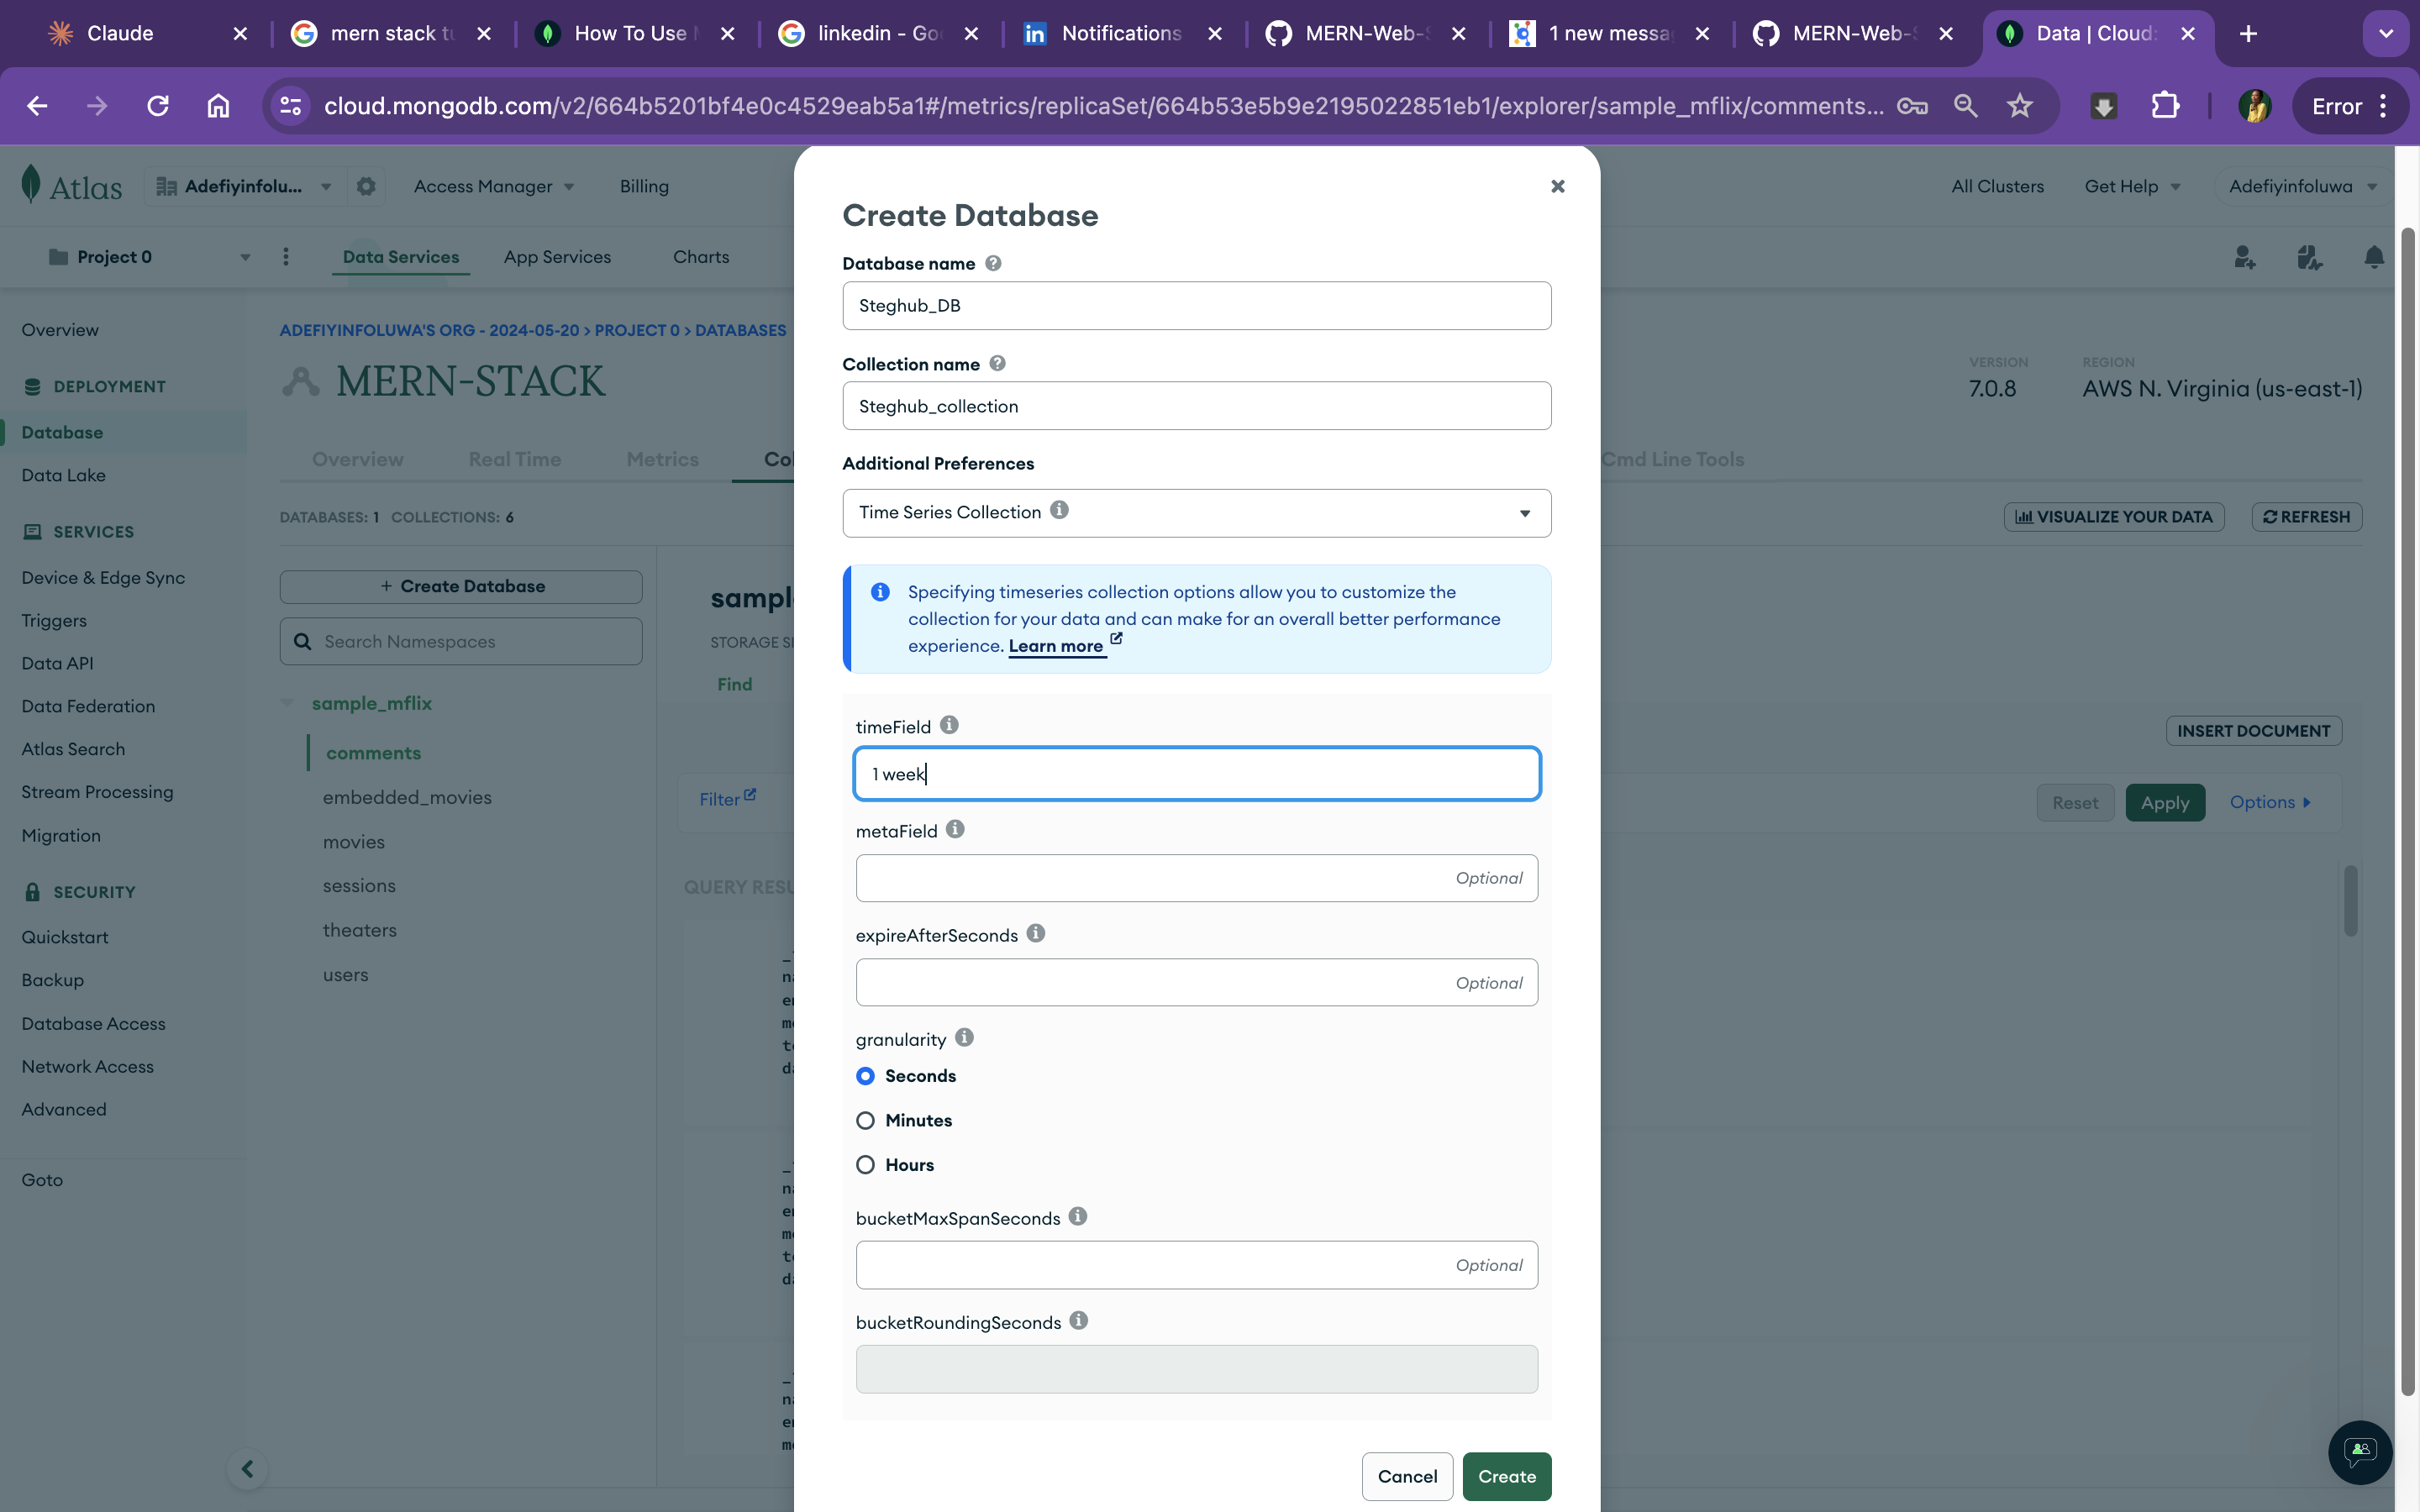 Claude
mern stack tu
How To Use
linkedin - Goo
Notifications
MERN-Web-S
1 new messa
MERN-Web-S
Data | Cloud:
cloud.mongodb.com/v2/664b5201bf4e0c4529eab5a1#/metrics/replicaSet/664b53e5b9e2195022851eb1/explorer/sample_mflix/comments...
Error
Atlas
Adefiyinfolu...
Access Manager
Billing
All Clusters
Get Help
Adefiyinfoluwa
Project 0
Data Services
App Services
Charts
Overview
DEPLOYMENT
Database
Data Lake
SERVICES
Device & Edge Sync
Triggers
Data API
Data Federation
Atlas Search
Stream Processing
Migration
SECURITY
Quickstart
Backup
Database Access
Network Access
Advanced
Goto
ADEFIYINFOLUWA'S ORG - 2024-05-20 > PROJECT 0 > DATABASES
MERN-STACK
VERSION
7.0.8
REGION
AWS N. Virginia (us-east-1)
Overview
Real Time
Metrics
Col
Cmd Line Tools
DATABASES: 1 COLLECTIONS: 6
VISUALIZE YOUR DATA
REFRESH
+ Create Database
Search Namespaces
sample_mflix
comments
embedded_movies
movies
sessions
theaters
users
sampl
STORAGE SI
Find
INSERT DOCUMENT
Filter
Reset
Apply
Options
QUERY RESU
Create Database
Database name
Steghub_DB
Collection name
Steghub_collection
Additional Preferences
Time Series Collection
Specifying timeseries collection options allow you to customize the
collection for your data and can make for an overall better performance
experience. Learn more
timeField
1 week
metaField
Optional
expireAfterSeconds
Optional
granularity
Seconds
Minutes
Hours
bucketMaxSpanSeconds
Optional
bucketRoundingSeconds
Cancel
Create